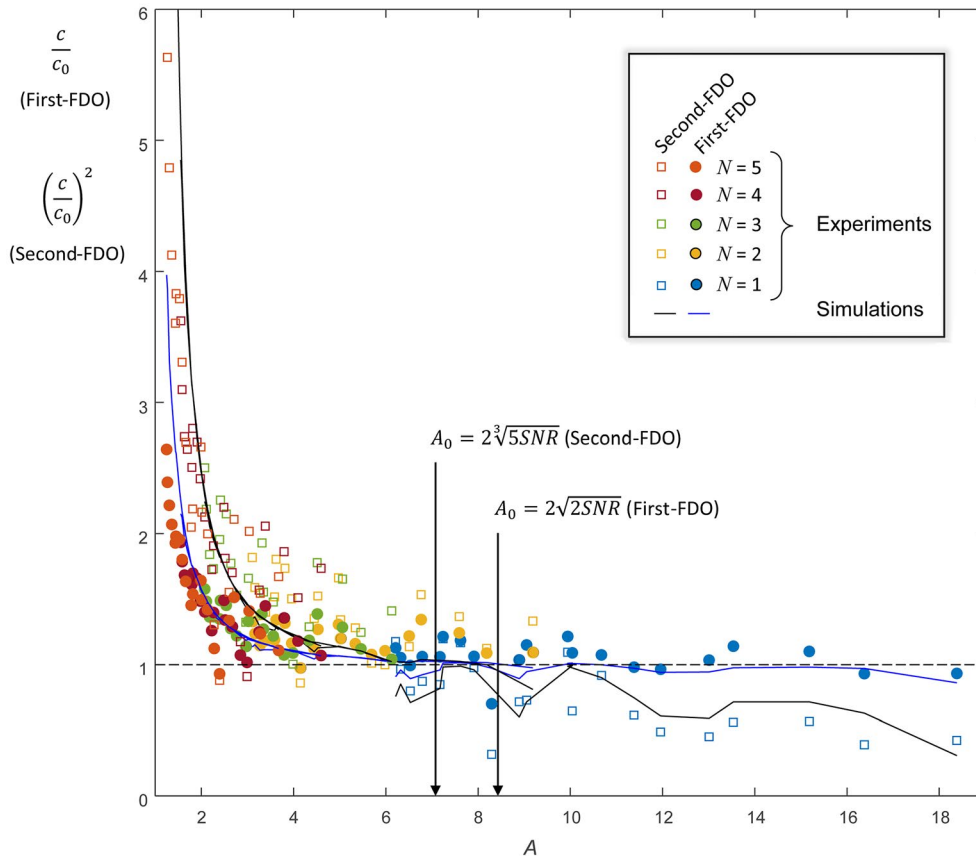 6
c/c₀
(First-FDO)
5
(c/c₀)²
(Second-FDO)
4
3
2
1
0
Second-FDO
First-FDO
N = 5
N = 4
N = 3
N = 2
N = 1
Experiments
Simulations
A₀ = 2∛5SNR (Second-FDO)
A₀ = 2√2SNR (First-FDO)
2 4 6 8 10 12 14 16 18
A